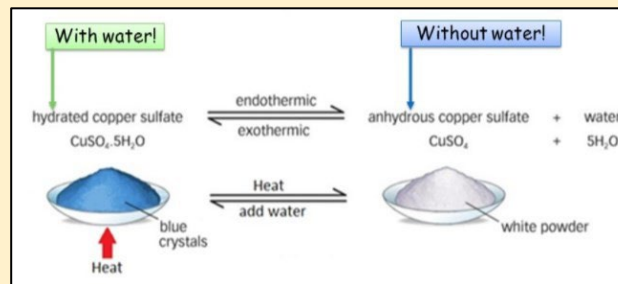 With water!
Without water!
hydrated copper sulfate
endothermic
exothermic
anhydrous copper sulfate + water
CuSO₄.5H₂O
CuSO₄ + 5H₂O
Heat
add water
blue
crystals
white powder
Heat